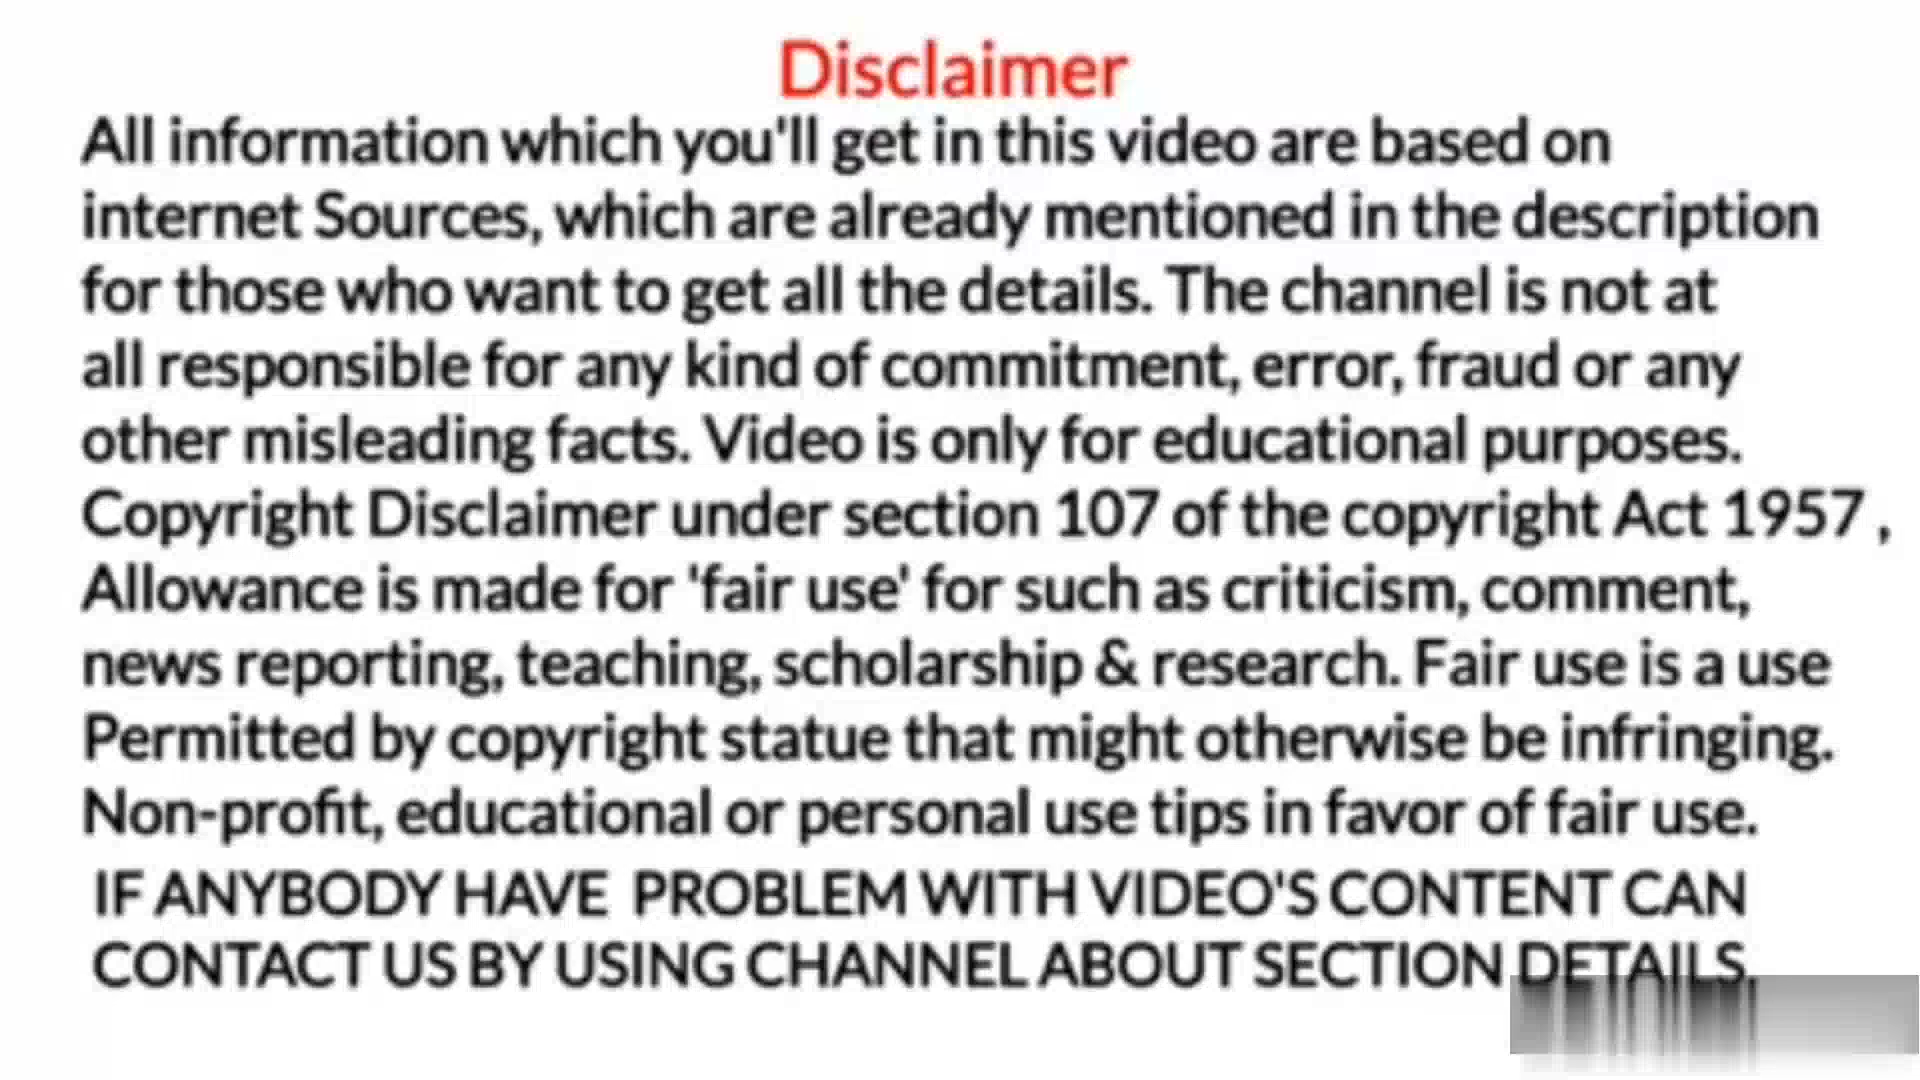 Disclaimer
All information which you'll get in this video are based on
internet Sources, which are already mentioned in the description
for those who want to get all the details. The channel is not at
all responsible for any kind of commitment, error, fraud or any
other misleading facts. Video is only for educational purposes.
Copyright Disclaimer under section 107 of the copyright Act 1957 ,
Allowance is made for 'fair use' for such as criticism, comment,
news reporting, teaching, scholarship & research. Fair use is a use
Permitted by copyright statue that might otherwise be infringing.
Non-profit, educational or personal use tips in favor of fair use.
IF ANYBODY HAVE PROBLEM WITH VIDEO'S CONTENT CAN
CONTACT US BY USING CHANNEL ABOUT SECTION DETAILS.